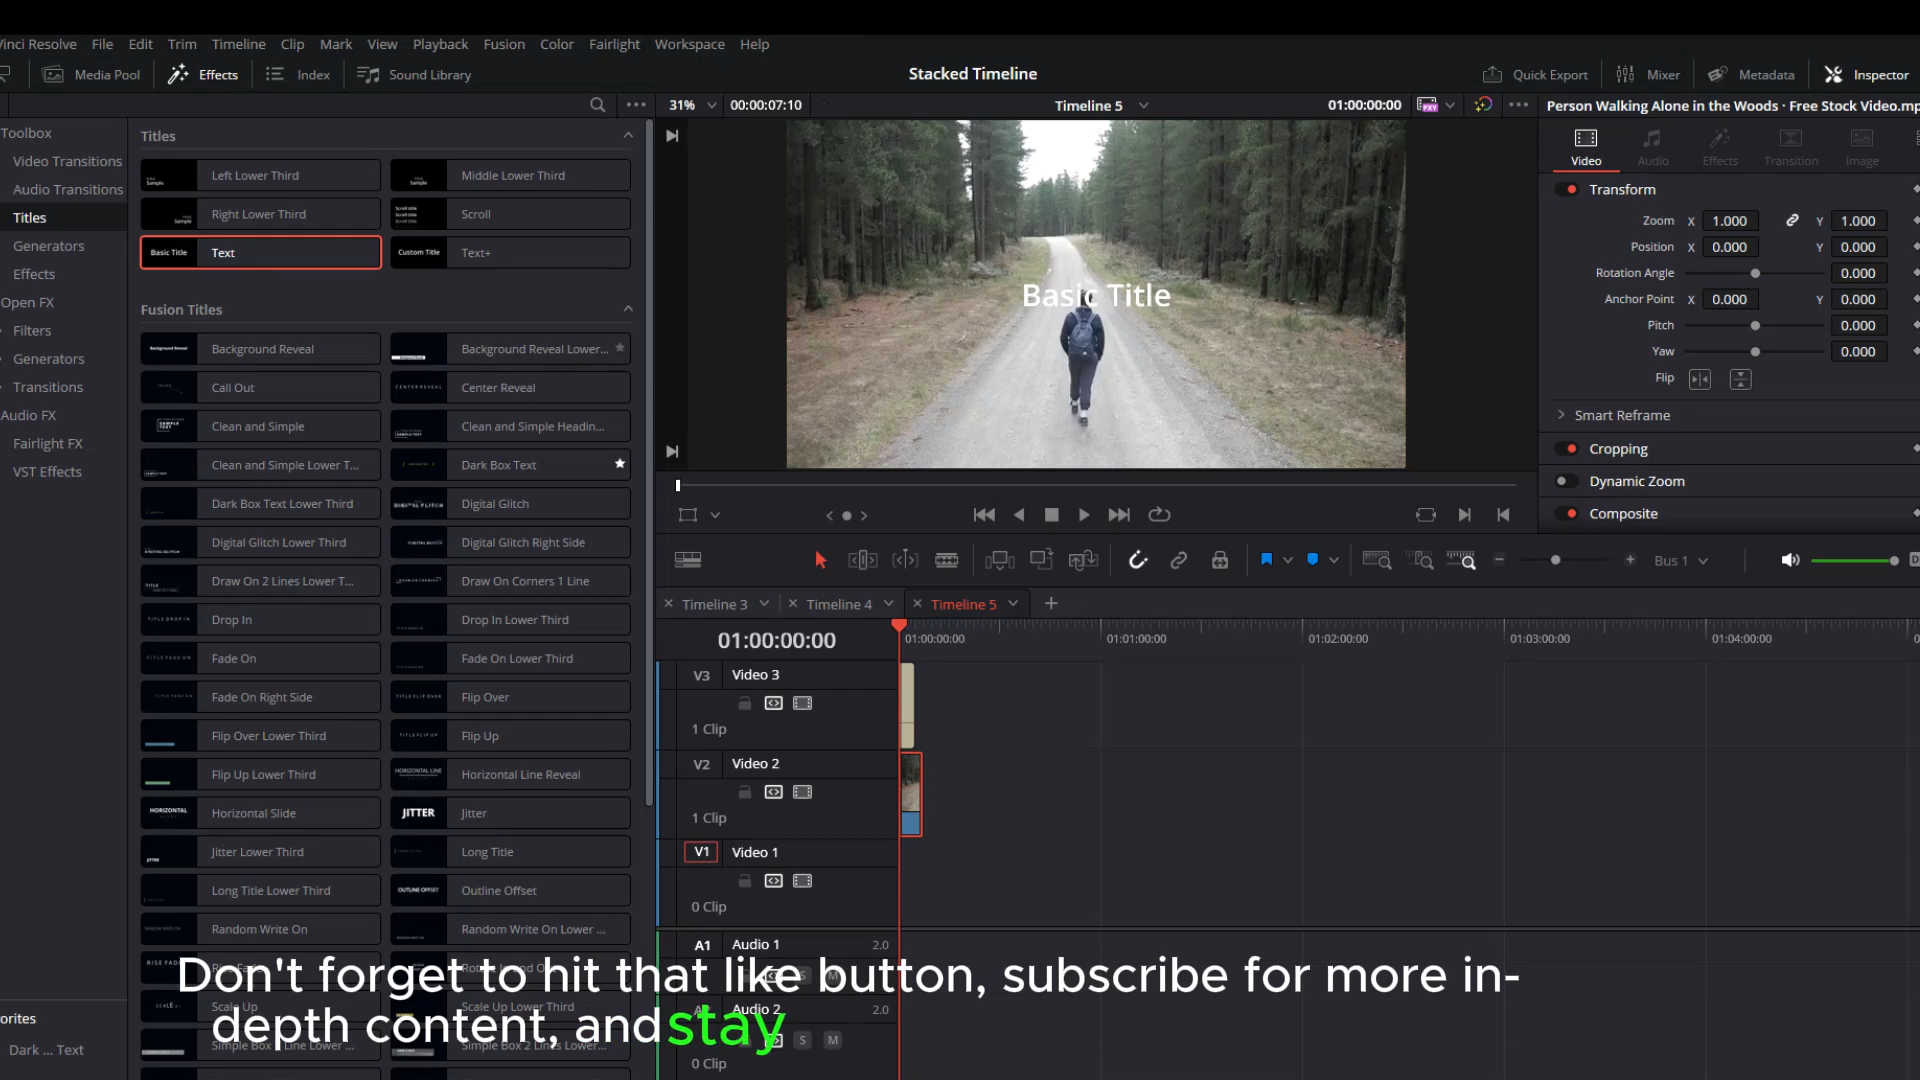 inci Resolve File Edit Trim Timeline Clip Mark View Playback Fusion Color Fairlight Workspace Help
Media Pool Effects Index Sound Library Stacked Timeline Quick Export Mixer Metadata Inspector
31% 00:00:07:10 Timeline 5 01:00:00:00 Person Walking Alone in the Woods · Free Stock Video.mp
Toolbox
Video Transitions
Audio Transitions
Titles
Generators
Effects
Open FX
Filters
Generators
Transitions
Audio FX
Fairlight FX
VST Effects
orites
Dark ... Text
Titles
Left Lower Third Middle Lower Third
Right Lower Third Scroll
Basic Title Text Custom Title Text+
Fusion Titles
Background Reveal Background Reveal Lower...
Call Out Center Reveal
Clean and Simple Clean and Simple Headin...
Clean and Simple Lower T... Dark Box Text
Dark Box Text Lower Third Digital Glitch
Digital Glitch Lower Third Digital Glitch Right Side
Draw On 2 Lines Lower T... Draw On Corners 1 Line
Drop In Drop In Lower Third
Fade On Fade On Lower Third
Fade On Right Side Flip Over
Flip Over Lower Third Flip Up
Flip Up Lower Third HORIZONTAL LINE Horizontal Line Reveal
HORIZONTAL Horizontal Slide JITTER Jitter
Jitter Lower Third Long Title
Long Title Lower Third OUTLINE OFFSET Outline Offset
Random Write On Random Write On Lower ...
Scale Up Scale Up Lower Third
Simple Box 2 Lines Lower...
Basic Title
Video Audio Effects Transition Image
Transform
Zoom X 1.000 Y 1.000
Position X 0.000 Y 0.000
Rotation Angle 0.000
Anchor Point X 0.000 Y 0.000
Pitch 0.000
Yaw 0.000
Flip
Smart Reframe
Cropping
Dynamic Zoom
Composite
Bus 1
Timeline 3 Timeline 4 Timeline 5
01:00:00:00 01:00:00:00 01:01:00:00 01:02:00:00 01:03:00:00 01:04:00:00
V3 Video 3
1 Clip
V2 Video 2
1 Clip
V1 Video 1
0 Clip
A1 Audio 1 2.0
S M
Audio 2 2.0
S M
0 Clip
Don't forget to hit that like button, subscribe for more in-
depth content, and stay